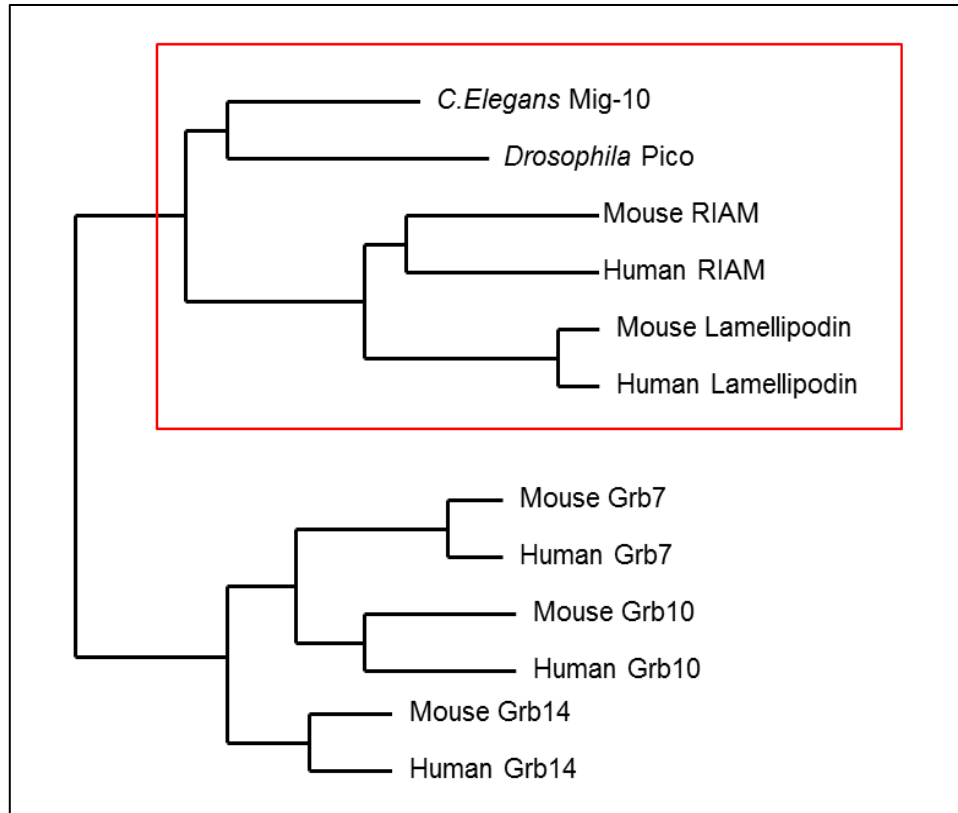 C.Elegans Mig-10
Drosophila Pico
Mouse RIAM
Human RIAM
Mouse Lamellipodin
Human Lamellipodin
Mouse Grb7
Human Grb7
Mouse Grb10
Human Grb10
Mouse Grb14
Human Grb14